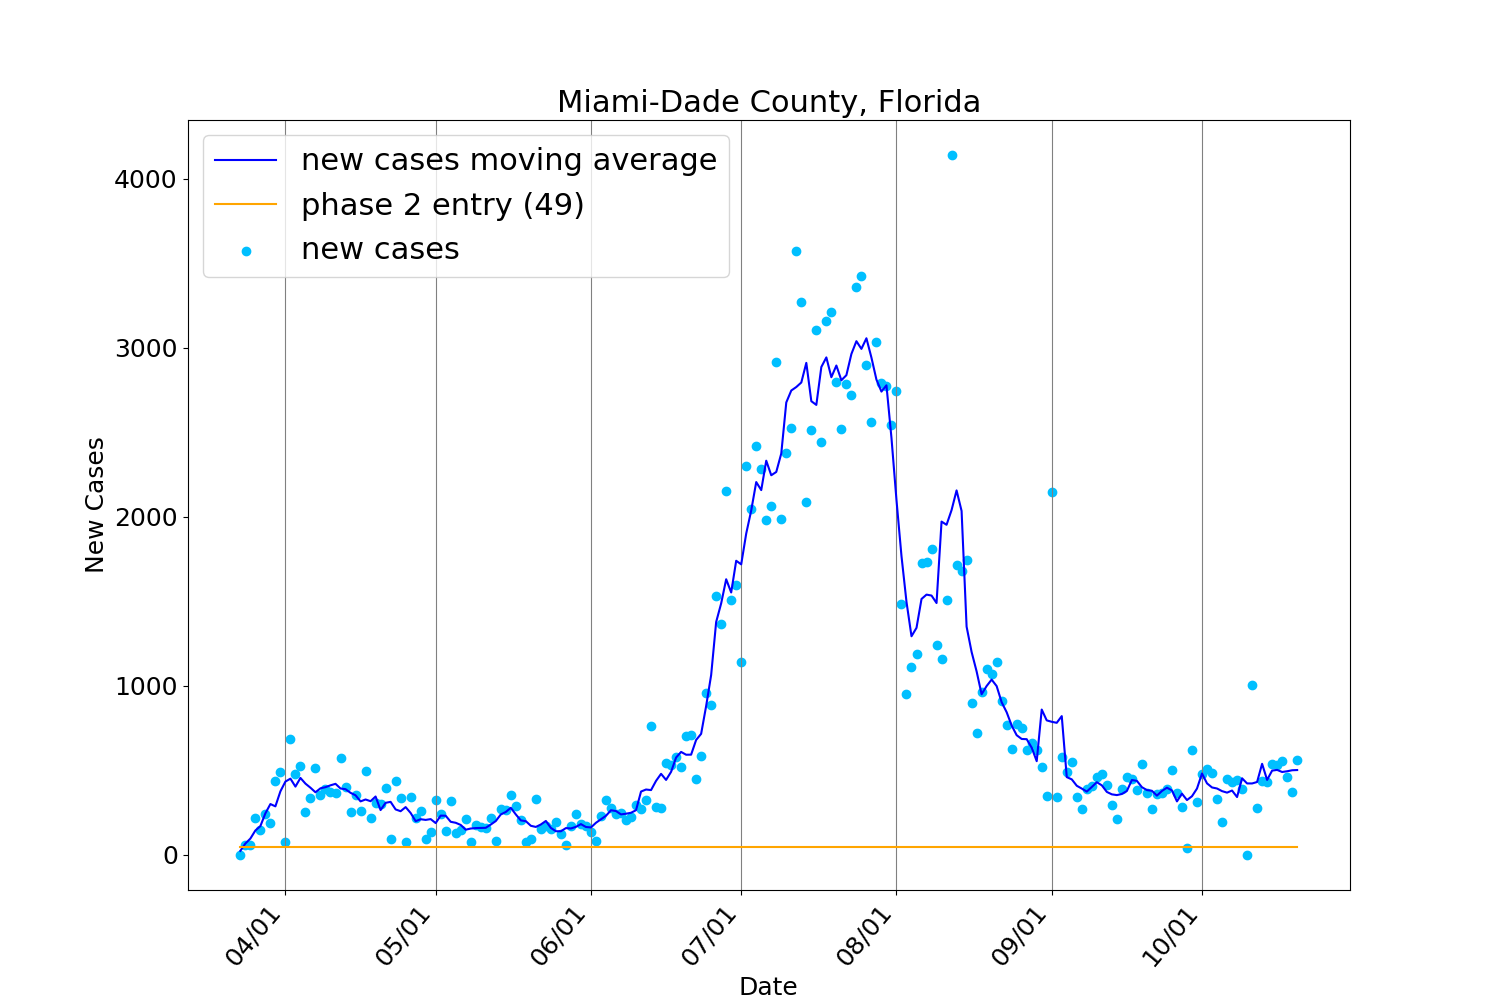 Miami-Dade County, Florida
new cases moving average
phase 2 entry (49)
new cases
4000
3000
2000
1000
0
New Cases
04/01
05/01
06/01
07/01
08/01
09/01
10/01
Date